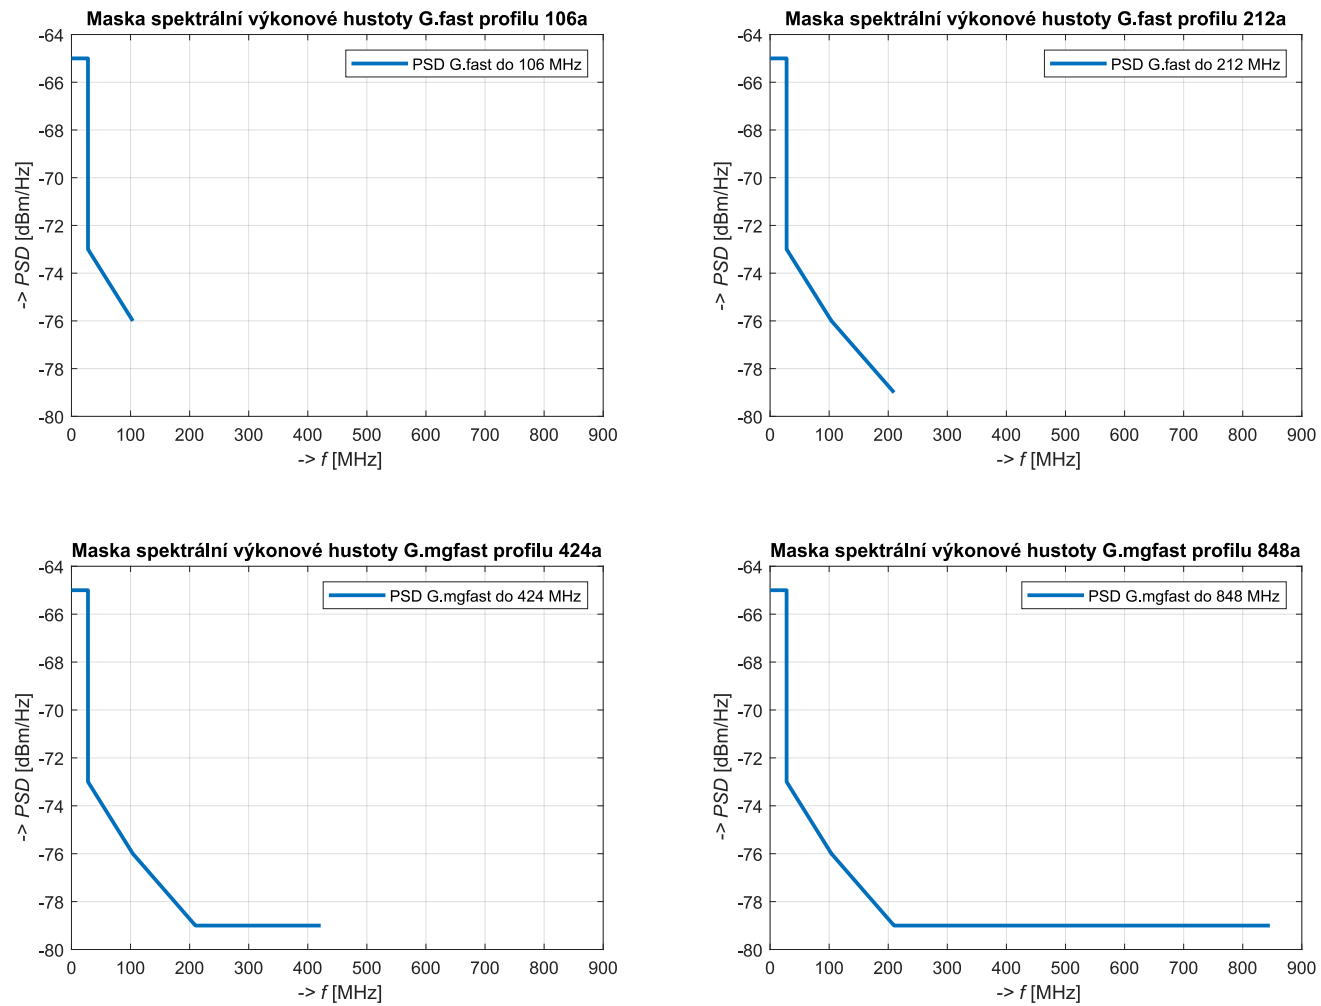 Maska spektrální výkonové hustoty G.fast profilu 106a
PSD G.fast do 106 MHz
-64
-66
-68
-70
-72
-74
-76
-78
-80
-> PSD [dBm/Hz]
0 100 200 300 400 500 600 700 800 900
-> f [MHz]
Maska spektrální výkonové hustoty G.fast profilu 212a
PSD G.fast do 212 MHz
-64
-66
-68
-70
-72
-74
-76
-78
-80
-> PSD [dBm/Hz]
0 100 200 300 400 500 600 700 800 900
-> f [MHz]
Maska spektrální výkonové hustoty G.mgfast profilu 424a
PSD G.mgfast do 424 MHz
-64
-66
-68
-70
-72
-74
-76
-78
-80
-> PSD [dBm/Hz]
0 100 200 300 400 500 600 700 800 900
-> f [MHz]
Maska spektrální výkonové hustoty G.mgfast profilu 848a
PSD G.mgfast do 848 MHz
-64
-66
-68
-70
-72
-74
-76
-78
-80
-> PSD [dBm/Hz]
0 100 200 300 400 500 600 700 800 900
-> f [MHz]